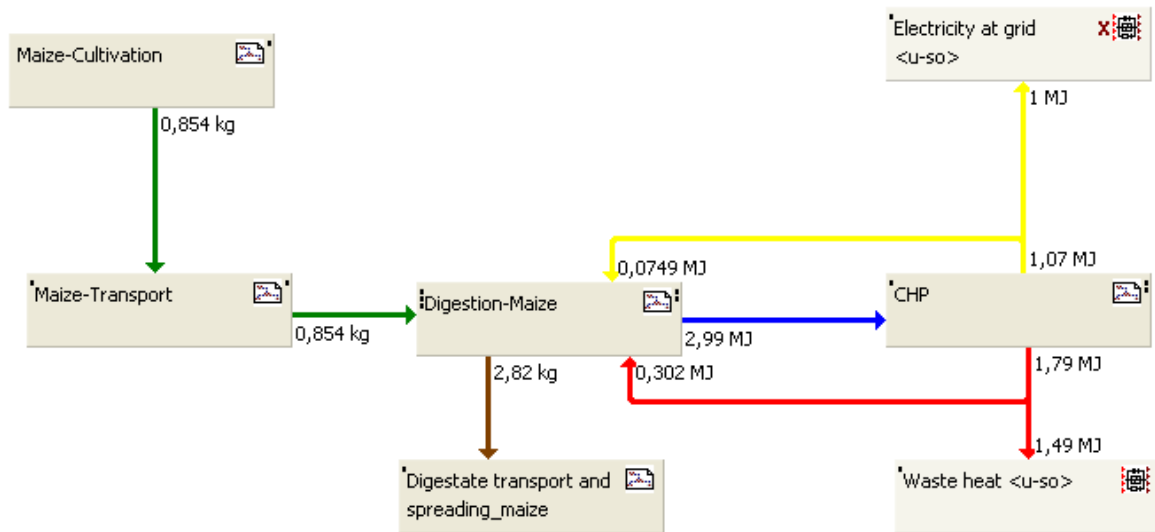 Maize-Cultivation
0,854 kg
Maize-Transport
0,854 kg
Digestion-Maize
2,82 kg
Digestate transport and
spreading_maize
0,0749 MJ
2,99 MJ
0,302 MJ
Electricity at grid
<u-so>
X
1 MJ
1,07 MJ
CHP
1,79 MJ
1,49 MJ
Waste heat <u-so>